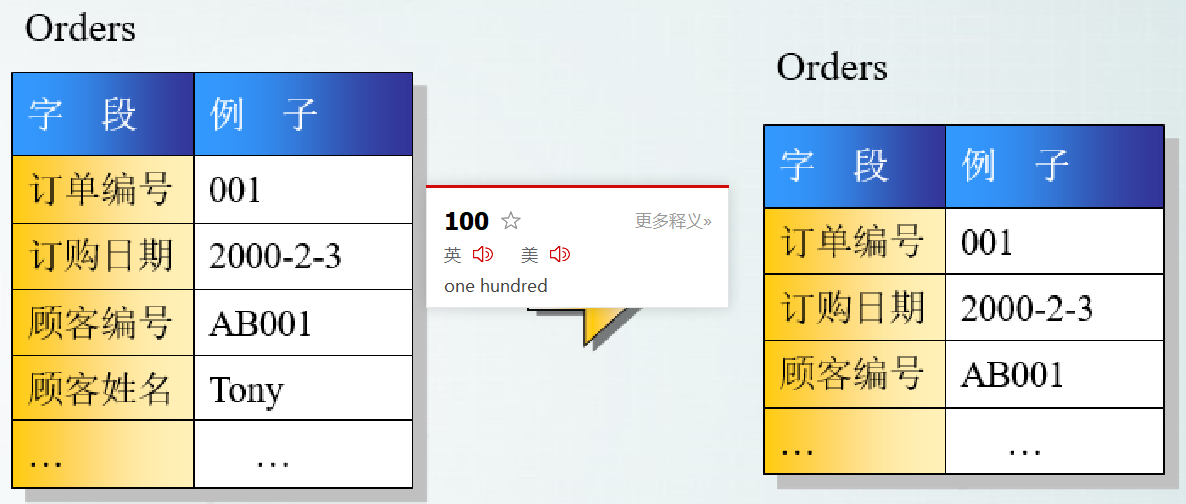 Orders
字 段 例 子
订单编号 001
订购日期 2000-2-3
顾客编号 AB001
顾客姓名 Tony
… …
100 更多释义»
英 美
one hundred
Orders
字 段 例 子
订单编号 001
订购日期 2000-2-3
顾客编号 AB001
… …